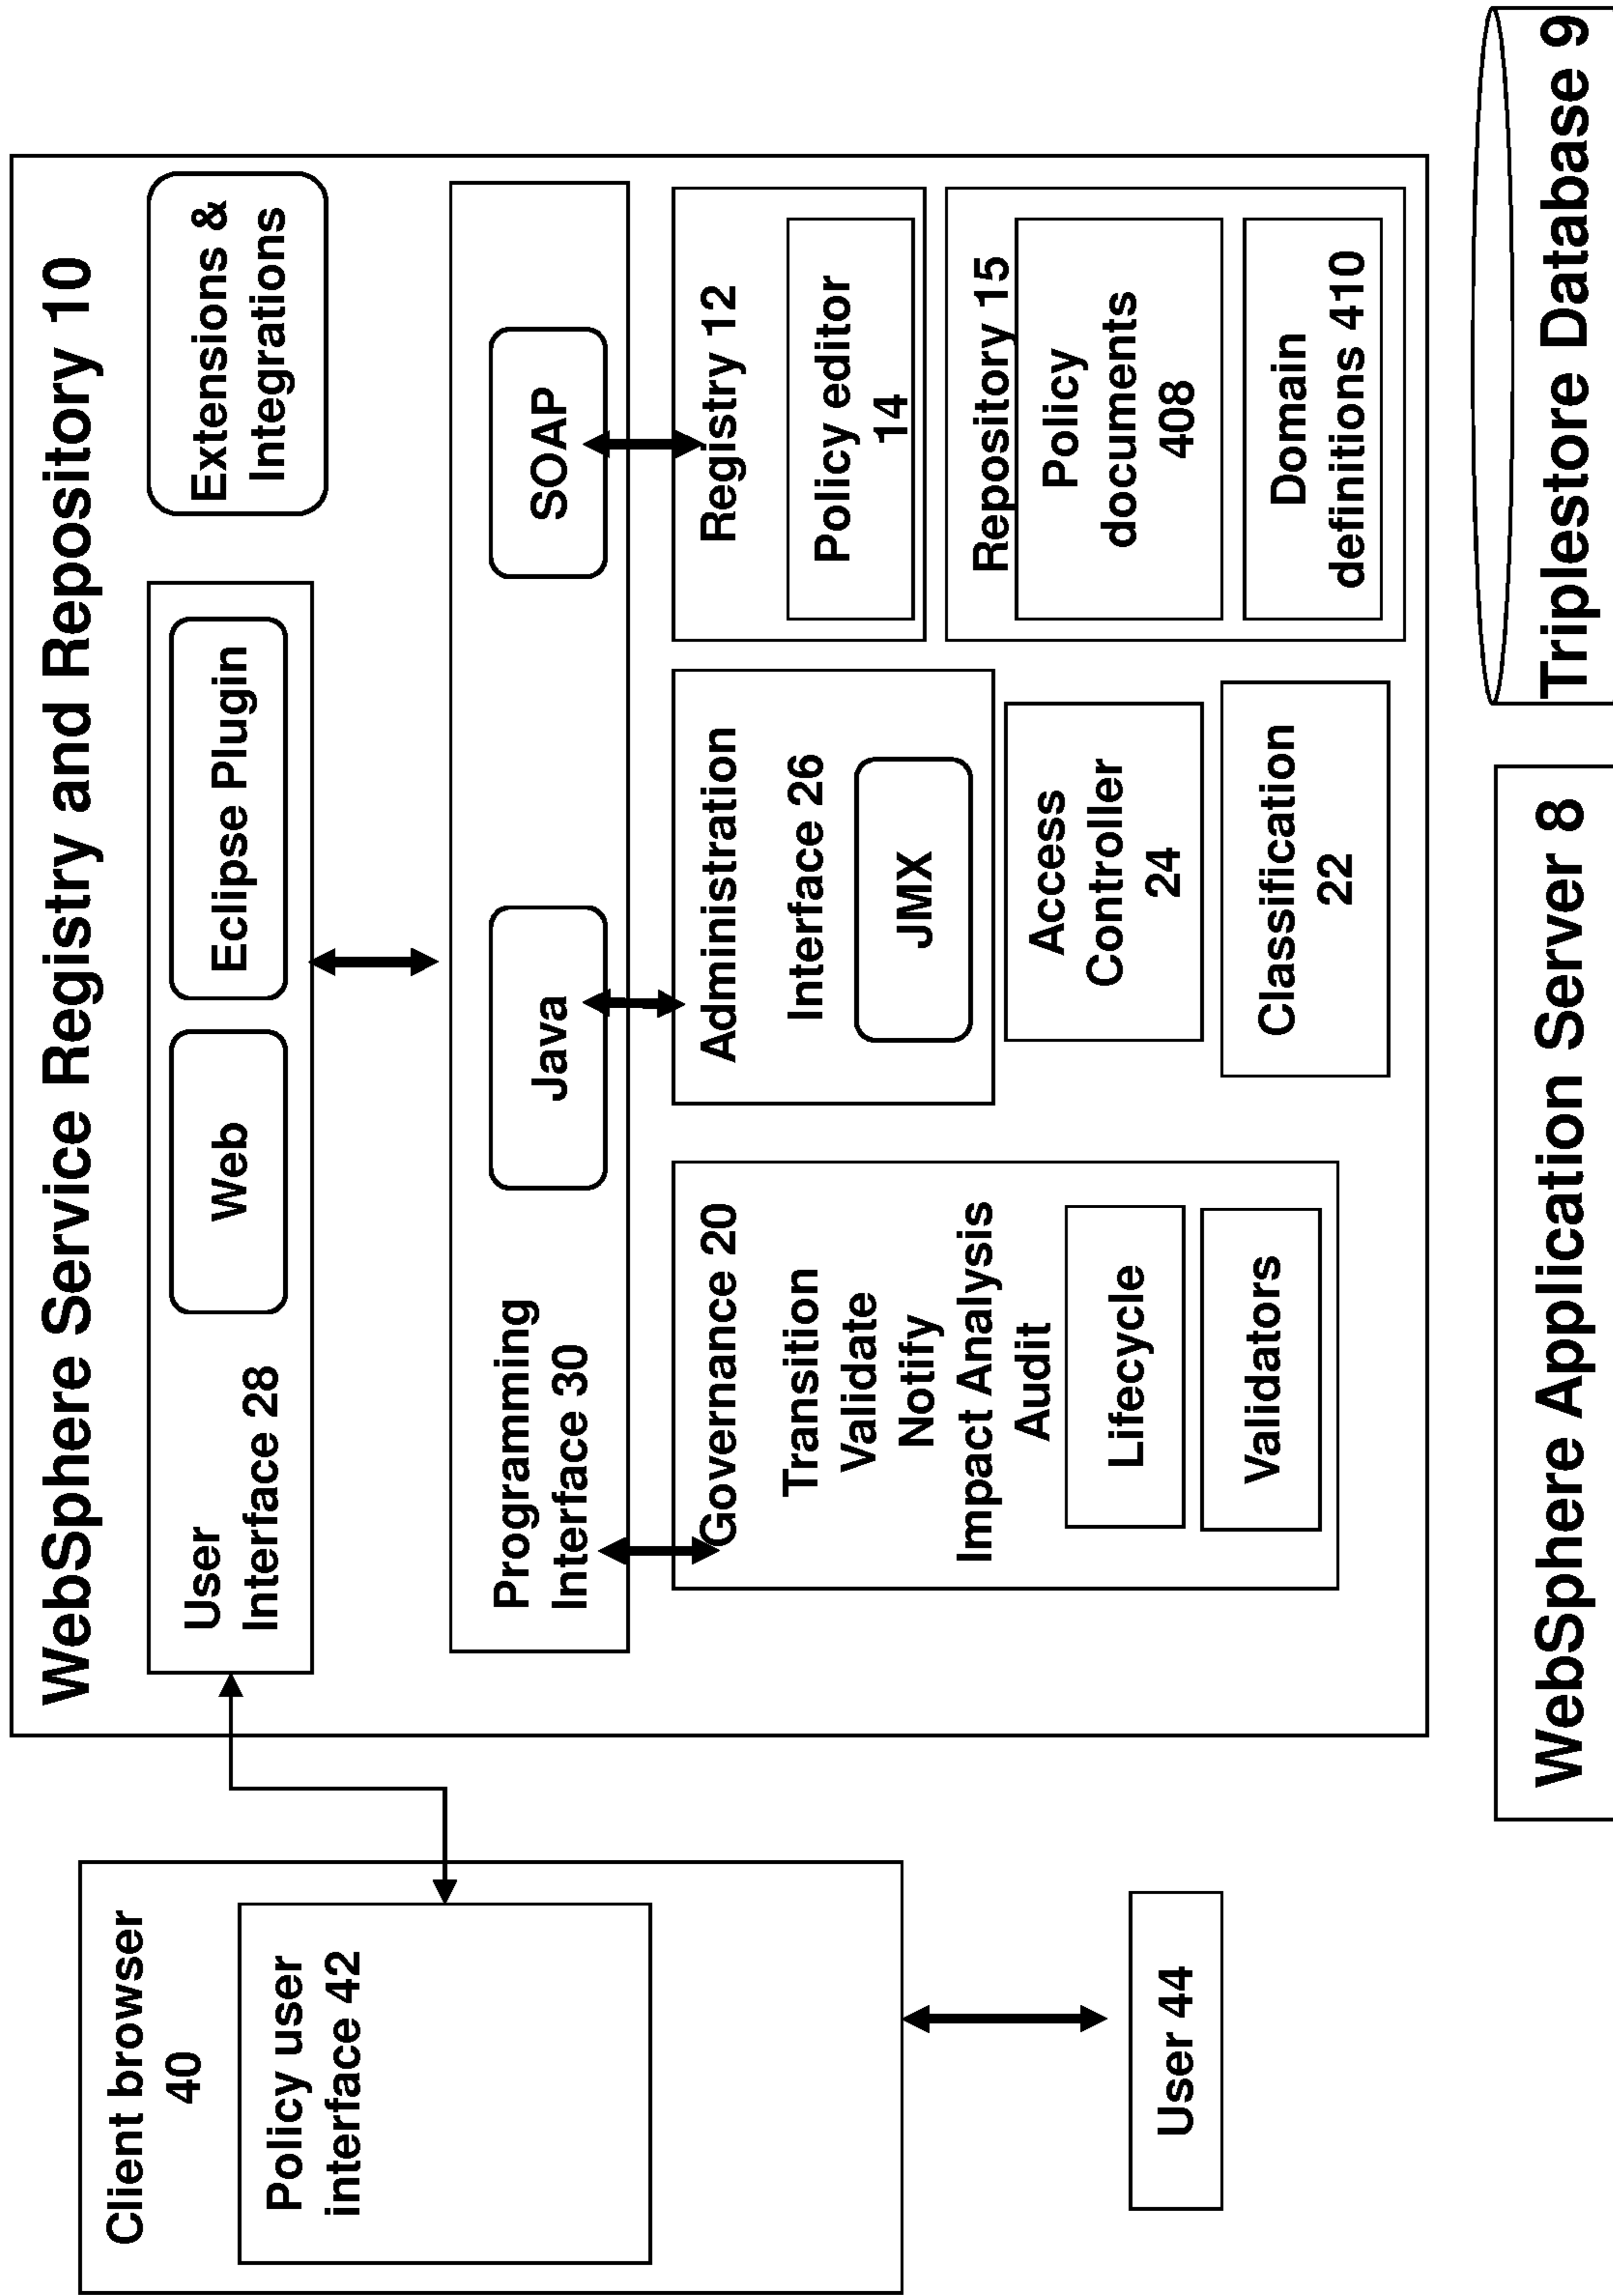 WebSphere Service Registry and Repository 10
User
Interface 28
Web
Eclipse Plugin
Extensions &
Integrations
Programming
Interface 30
Java
SOAP
Governance 20
Transition
Validate
Notify
Impact Analysis
Audit
Lifecycle
Validators
Administration
Interface 26
JMX
Access
Controller
24
Classification
22
Registry 12
Policy editor
14
Repository 15
Policy
documents
408
Domain
definitions 410
Client browser
40
Policy user
interface 42
User 44
WebSphere Application Server 8
Triplestore Database 9